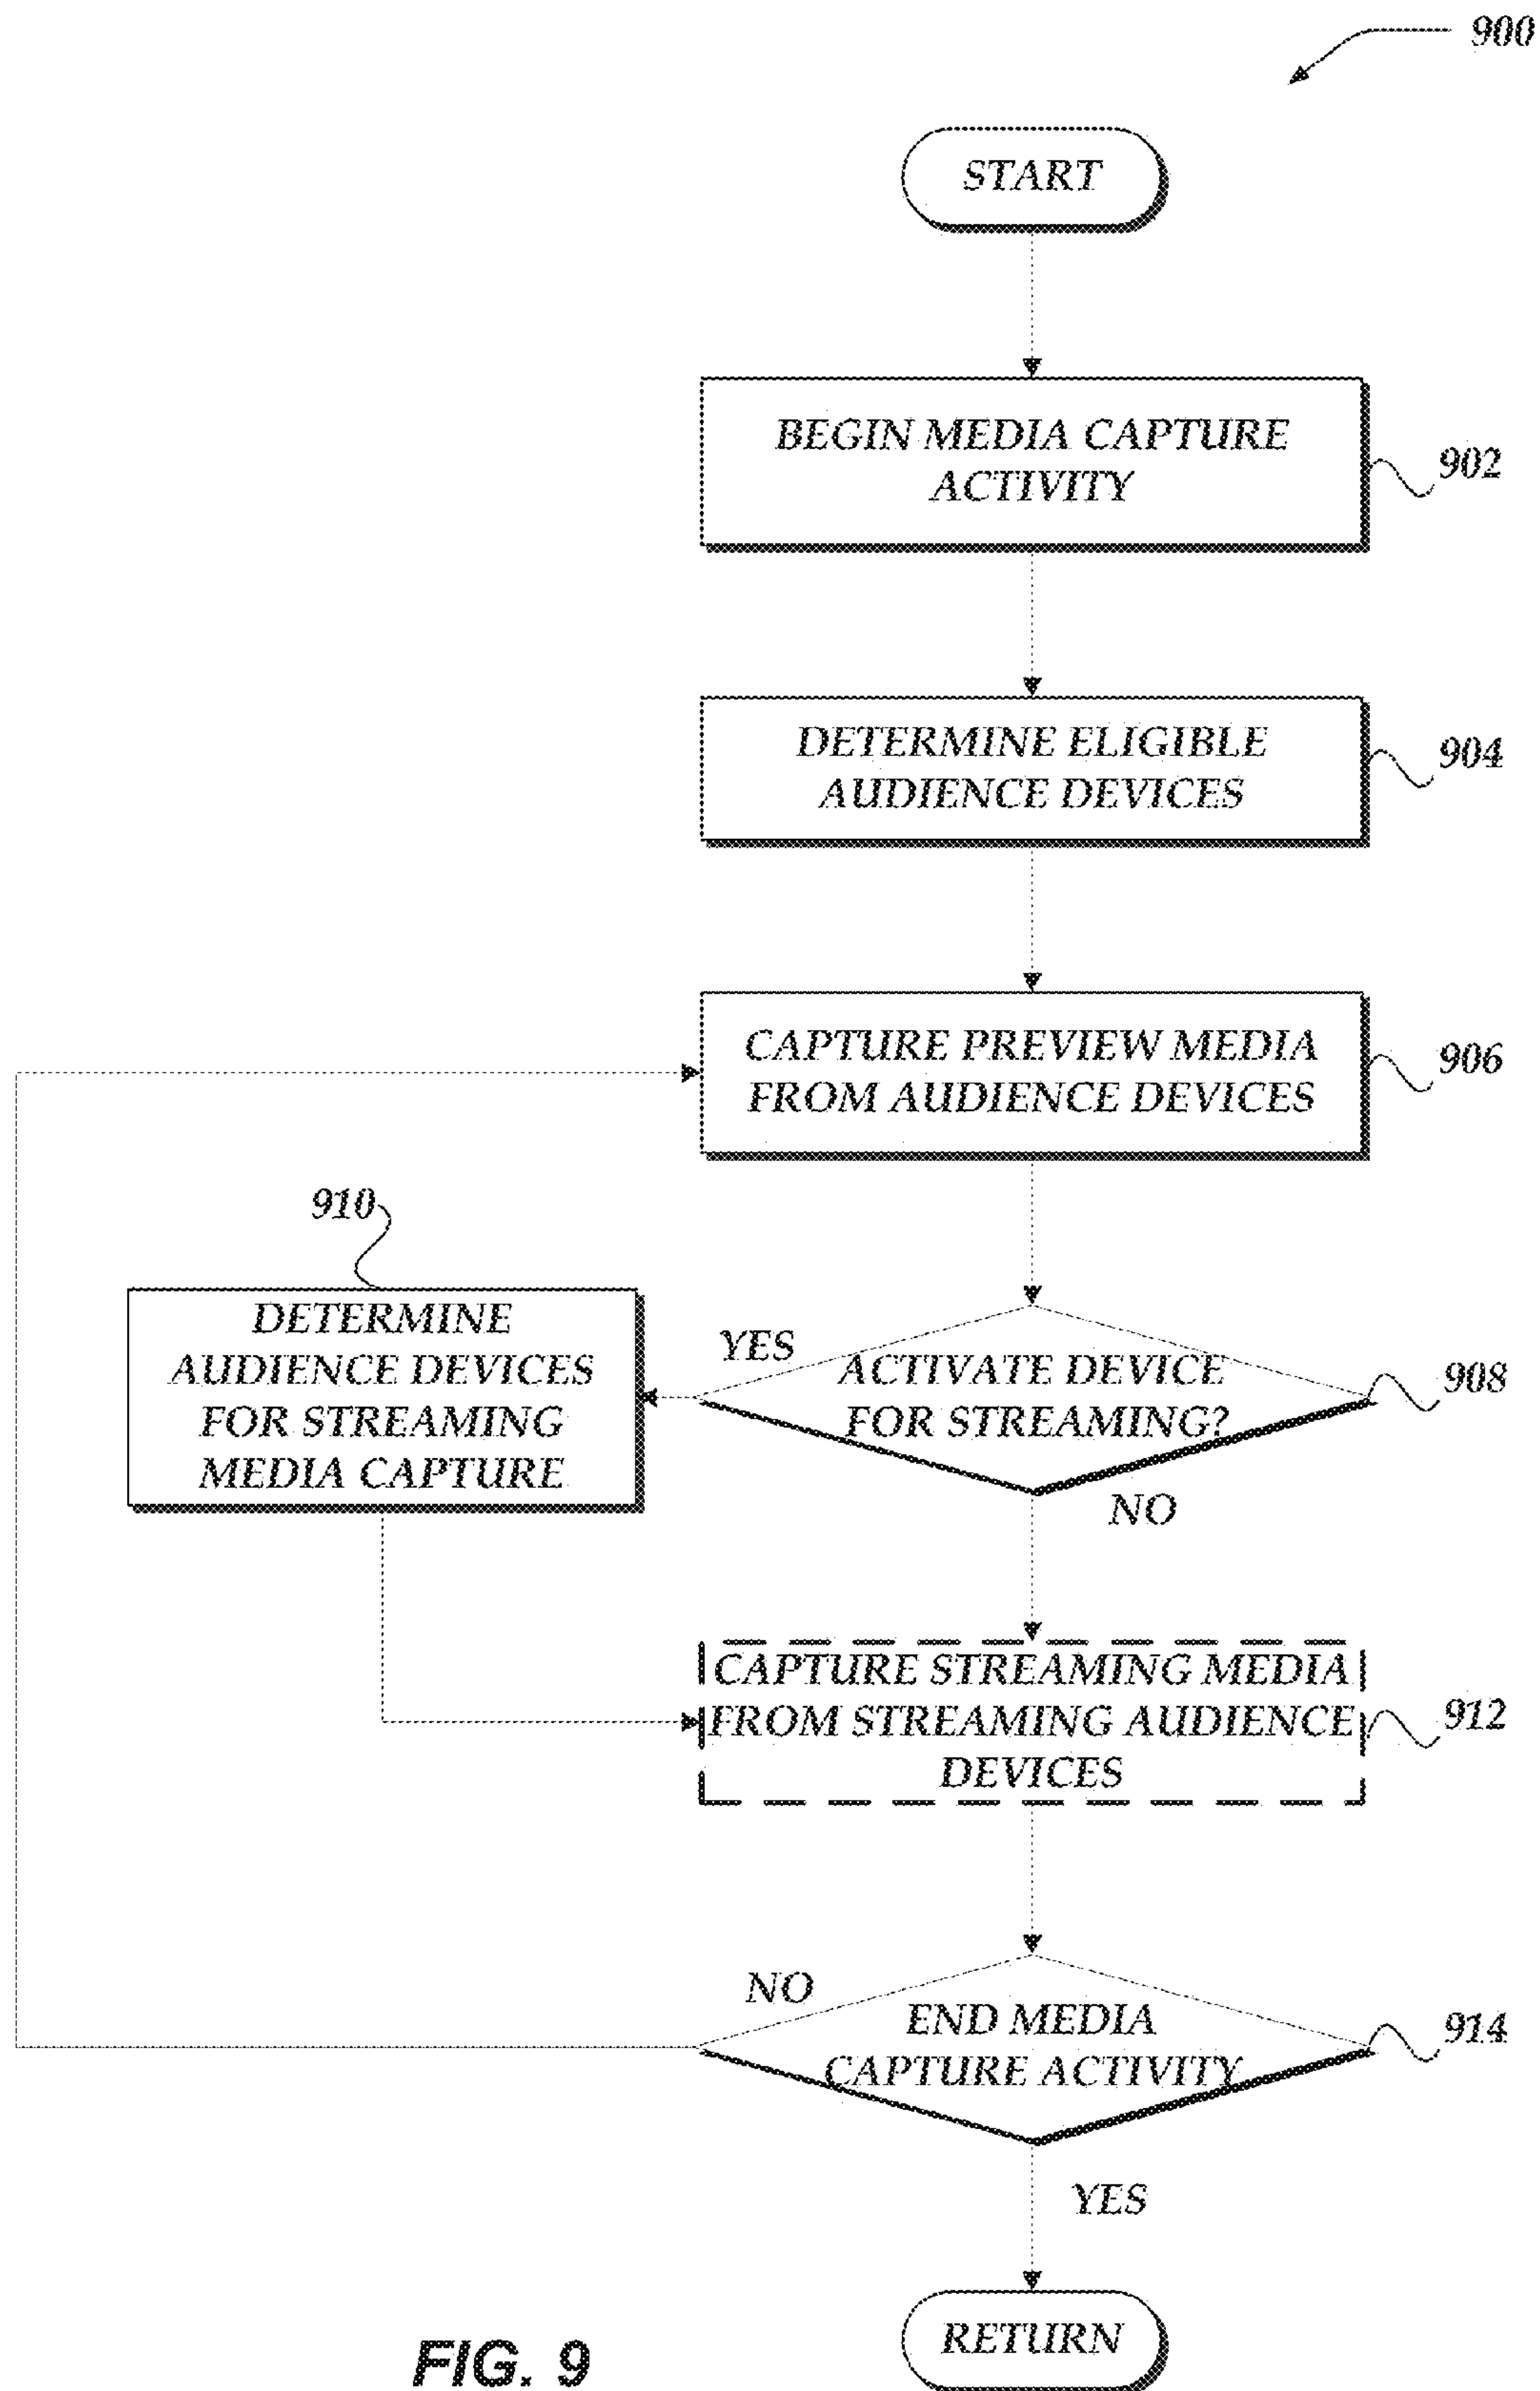 900
START
BEGIN MEDIA CAPTURE
ACTIVITY
902
DETERMINE ELIGIBLE
AUDIENCE DEVICES
904
CAPTURE PREVIEW MEDIA
FROM AUDIENCE DEVICES
906
910
DETERMINE
AUDIENCE DEVICES
FOR STREAMING
MEDIA CAPTURE
YES
ACTIVATE DEVICE
FOR STREAMING?
908
NO
CAPTURE STREAMING MEDIA
FROM STREAMING AUDIENCE
DEVICES
912
NO
END MEDIA
CAPTURE ACTIVITY
914
YES
RETURN
FIG. 9